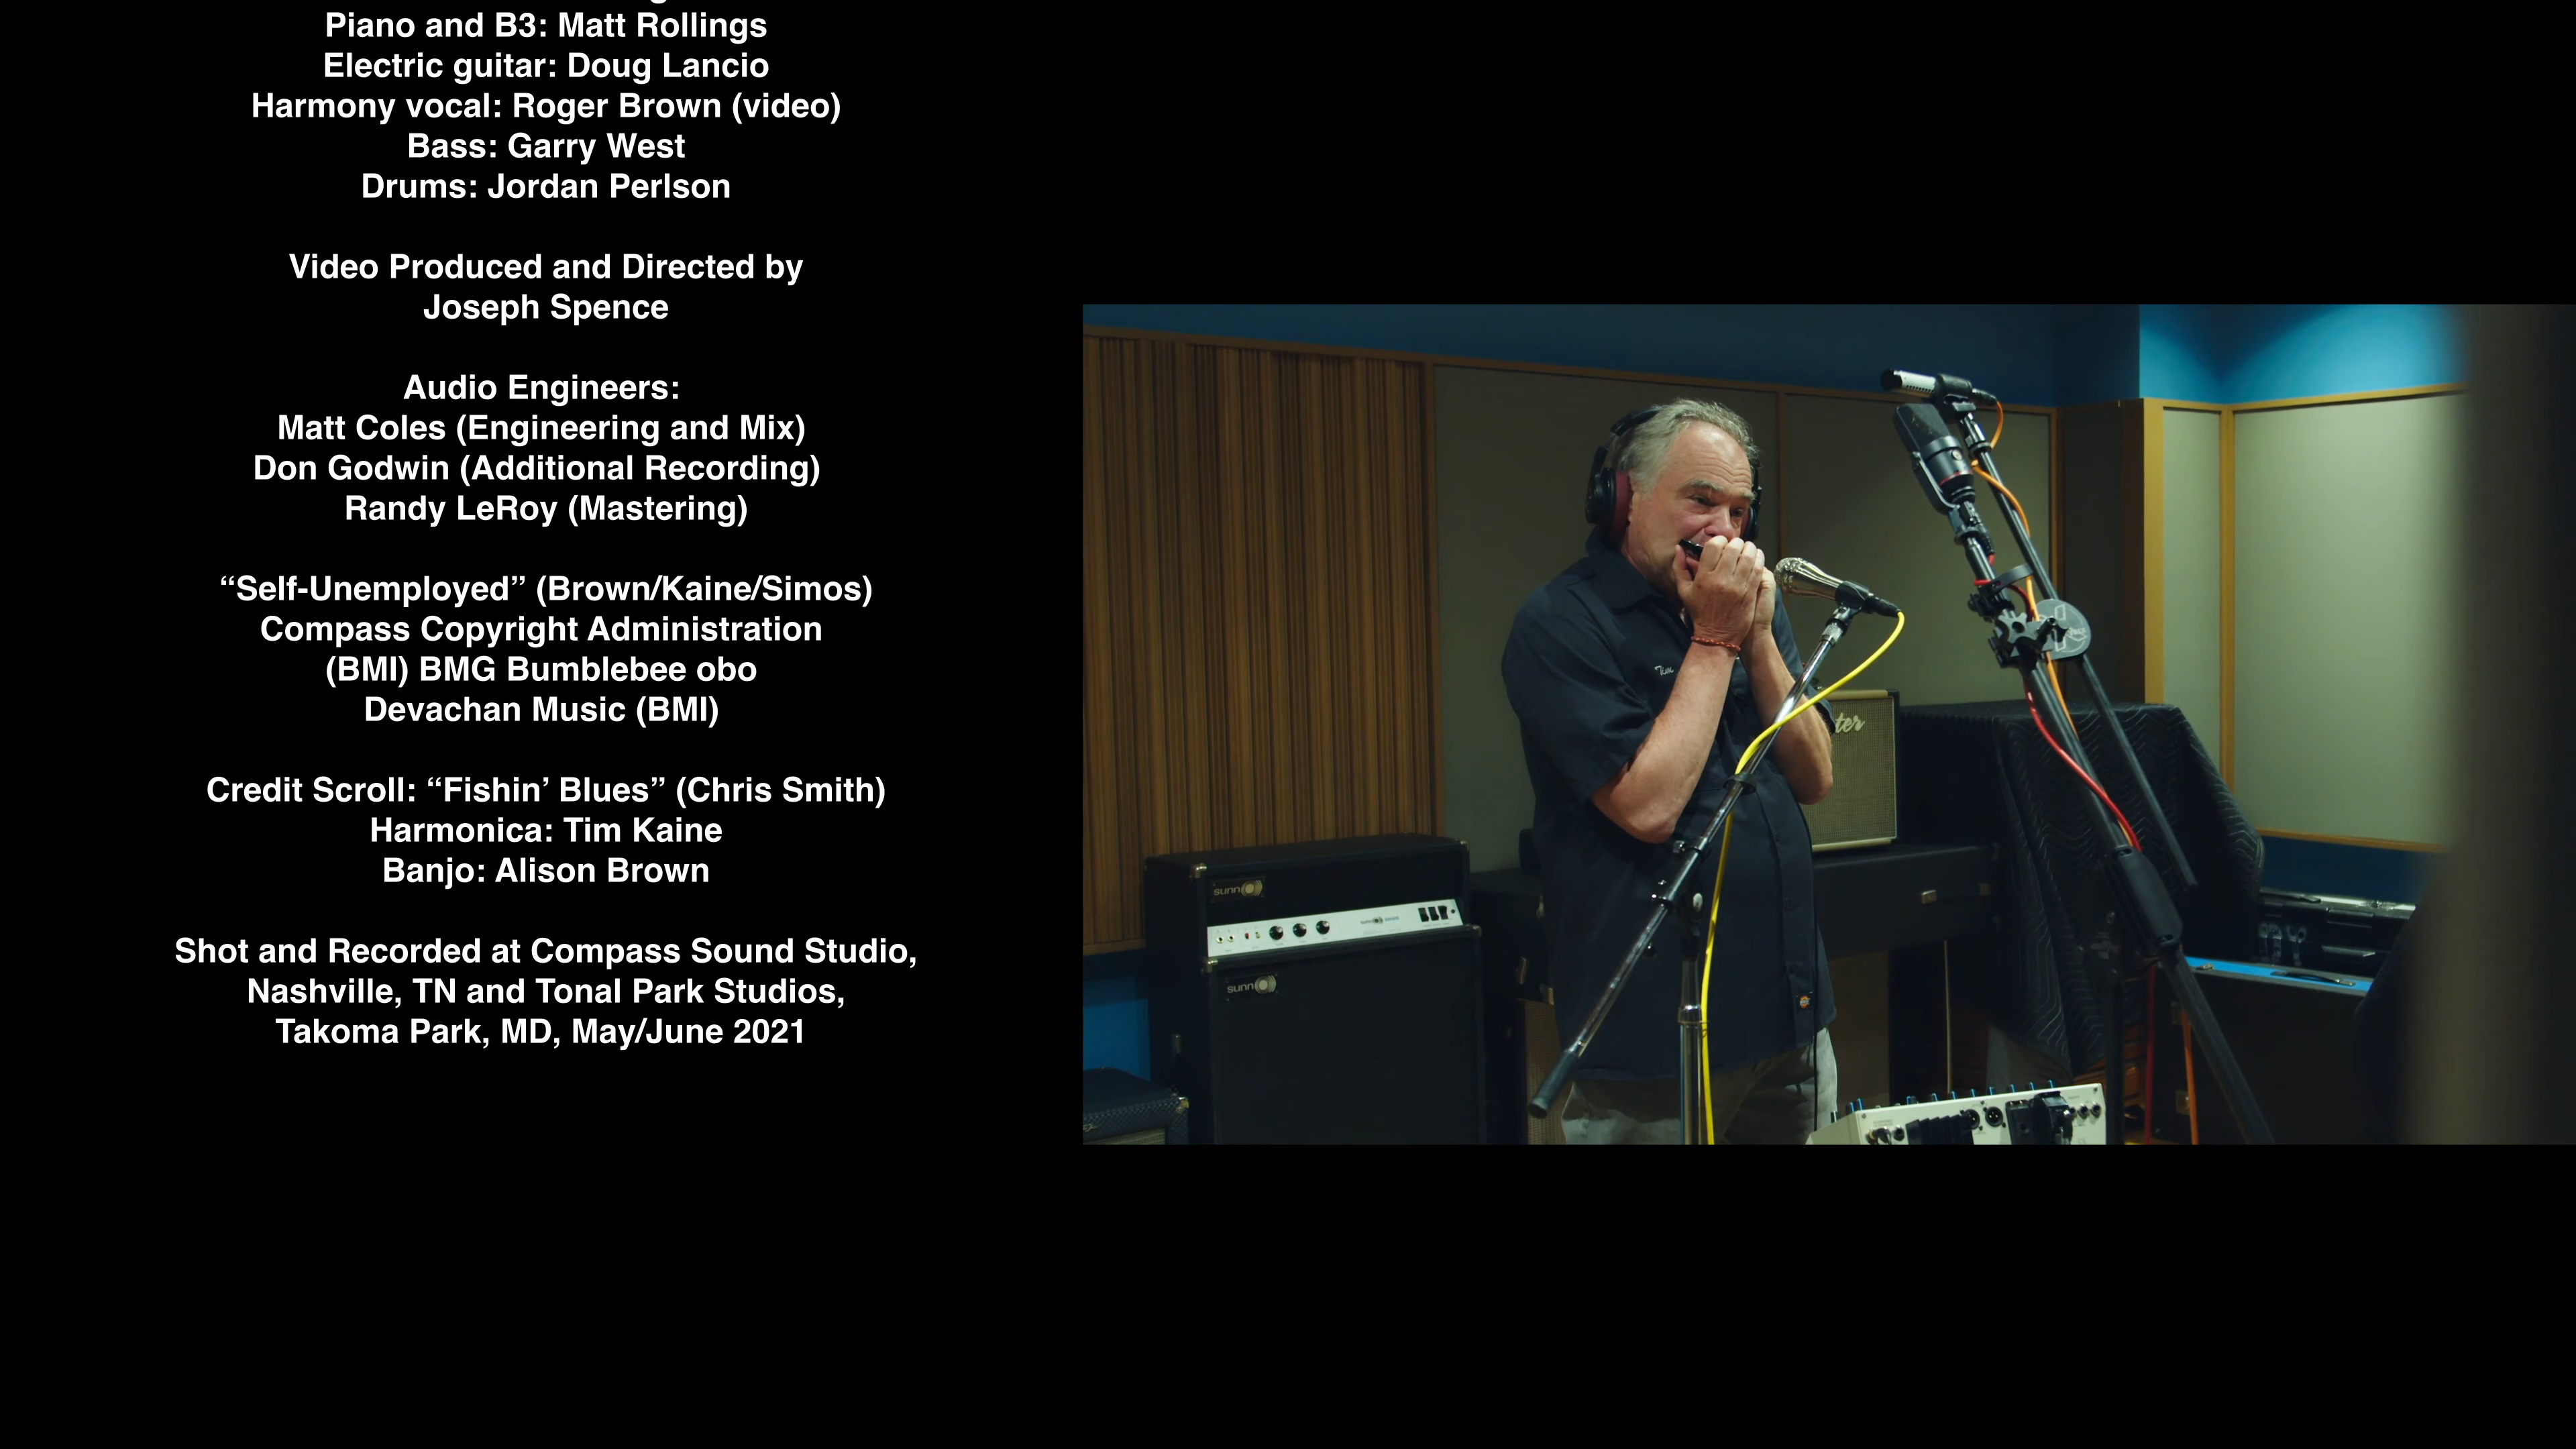 Piano and B3: Matt Rollings
Electric guitar: Doug Lancio
Harmony vocal: Roger Brown (video)
Bass: Garry West
Drums: Jordan Perlson
Video Produced and Directed by
Joseph Spence
Audio Engineers:
Matt Coles (Engineering and Mix)
Don Godwin (Additional Recording)
Randy LeRoy (Mastering)
“Self-Unemployed” (Brown/Kaine/Simos)
Compass Copyright Administration
(BMI) BMG Bumblebee obo
Devachan Music (BMI)
Credit Scroll: “Fishin’ Blues” (Chris Smith)
Harmonica: Tim Kaine
Banjo: Alison Brown
Shot and Recorded at Compass Sound Studio,
Nashville, TN and Tonal Park Studios,
Takoma Park, MD, May/June 2021
Tim
ter
sunn
sunn